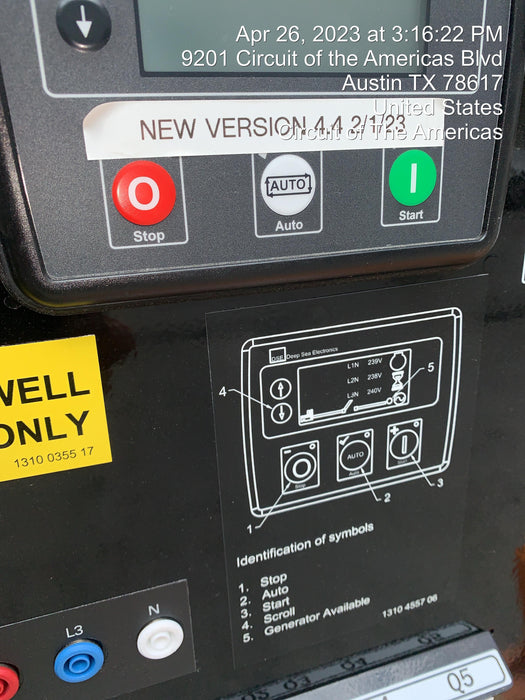 Apr 26, 2023 at 3:16:22 PM
9201 Circuit of the Americas Blvd
Austin TX 78617
United States
Circuit of The Americas
NEW VERSION 4.4 2/1/23
O
AUTO
I
Stop
Auto
Start
WELL
ONLY
1310 0355 17
DSE Deep Sea Electronics
L1N 239V
L2N 238V
L3N 240V
4
5
AUTO
Stop
Auto
Start
1
2
3
Identification of symbols
1. Stop
2. Auto
3. Start
4. Scroll
5. Generator Available
1310 4557 06
L3
N
Q5